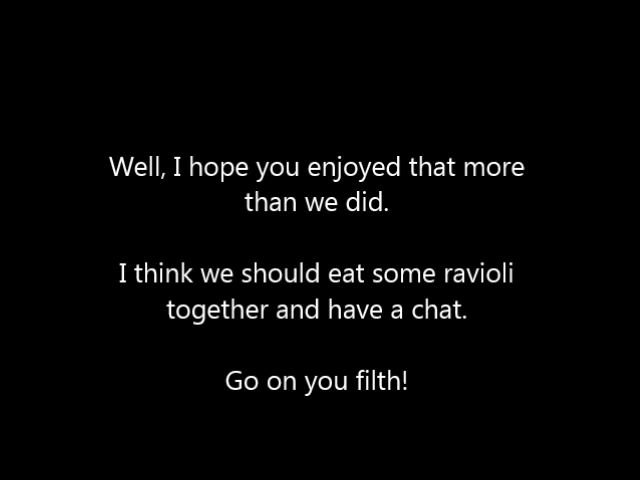 Well, I hope you enjoyed that more
than we did.
I think we should eat some ravioli
together and have a chat.
Go on you filth!